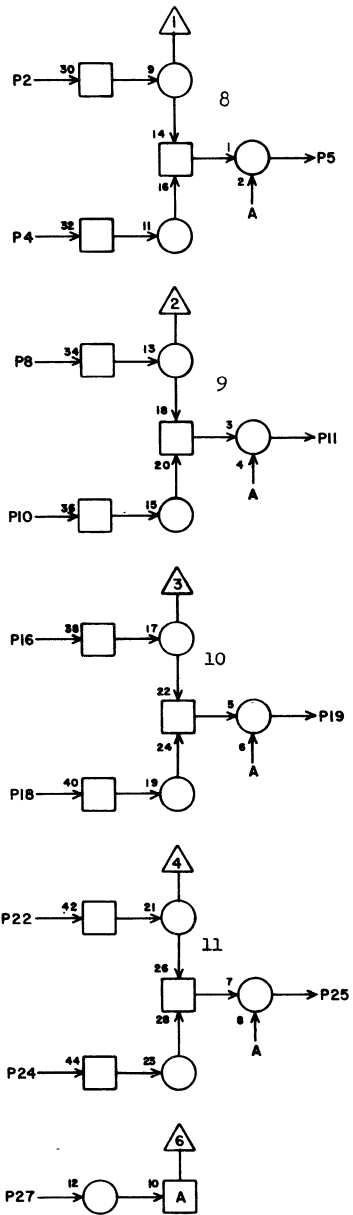 1
P2 30 9
8
14 1 P5
16 2
P4 32 11 A
2
P8 34 13
9
18 3 P11
20 4
P10 36 15 A
3
P16 38 17
10
22 5 P19
24 6
P18 40 19 A
4
P22 42 21
11
26 7 P25
28 8
A
P24 44 23
6
P27 12 10 A